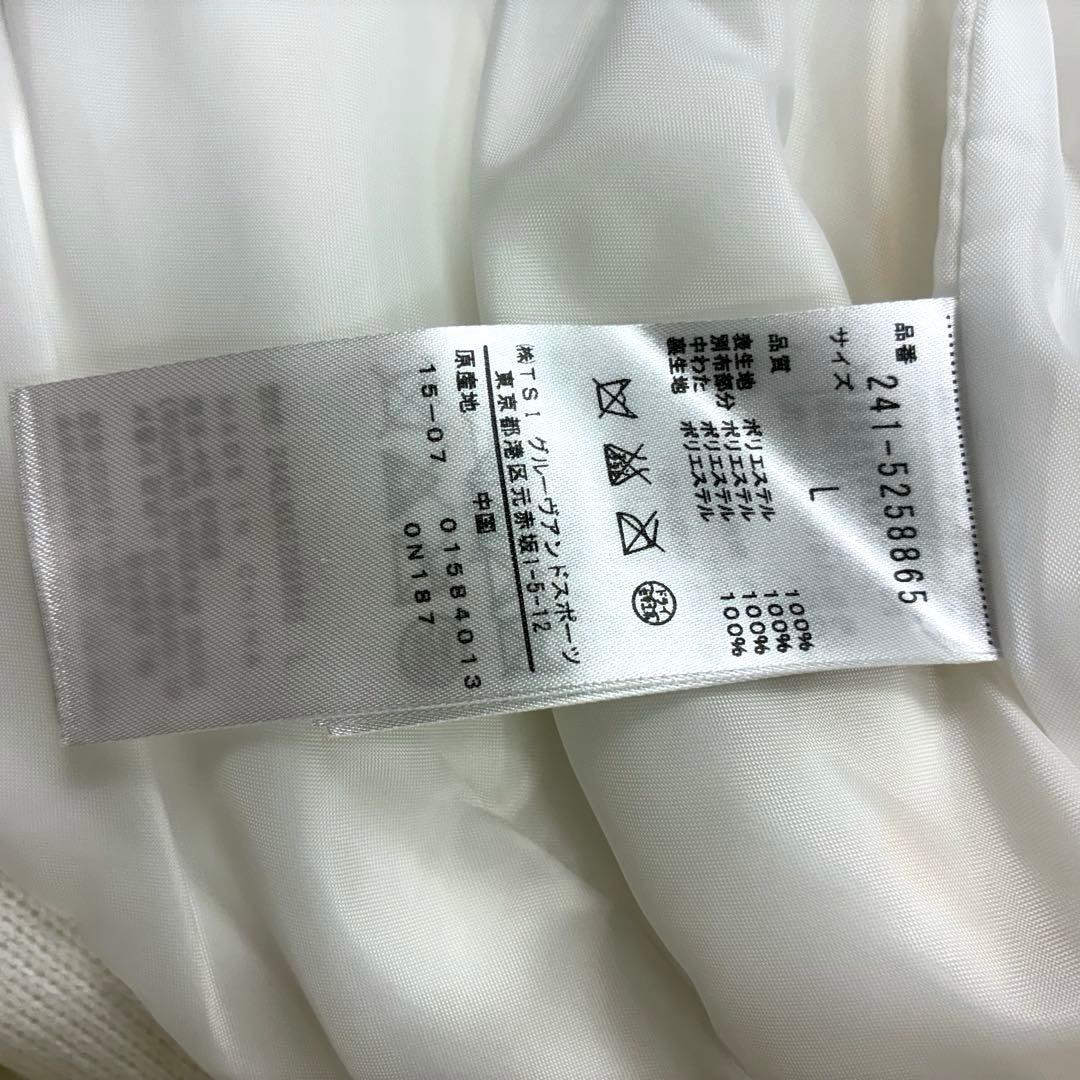 品番 241-5258865
サイズ L
品質
表生地 ポリエステル 100%
別布部分 ポリエステル 100%
中わた ポリエステル 100%
裏生地 ポリエステル 100%
ドライ
㈱TSI グルーヴアンドスポーツ
東京都港区元赤坂1-5-12
原産地 中国
15-07 01584013
0N187